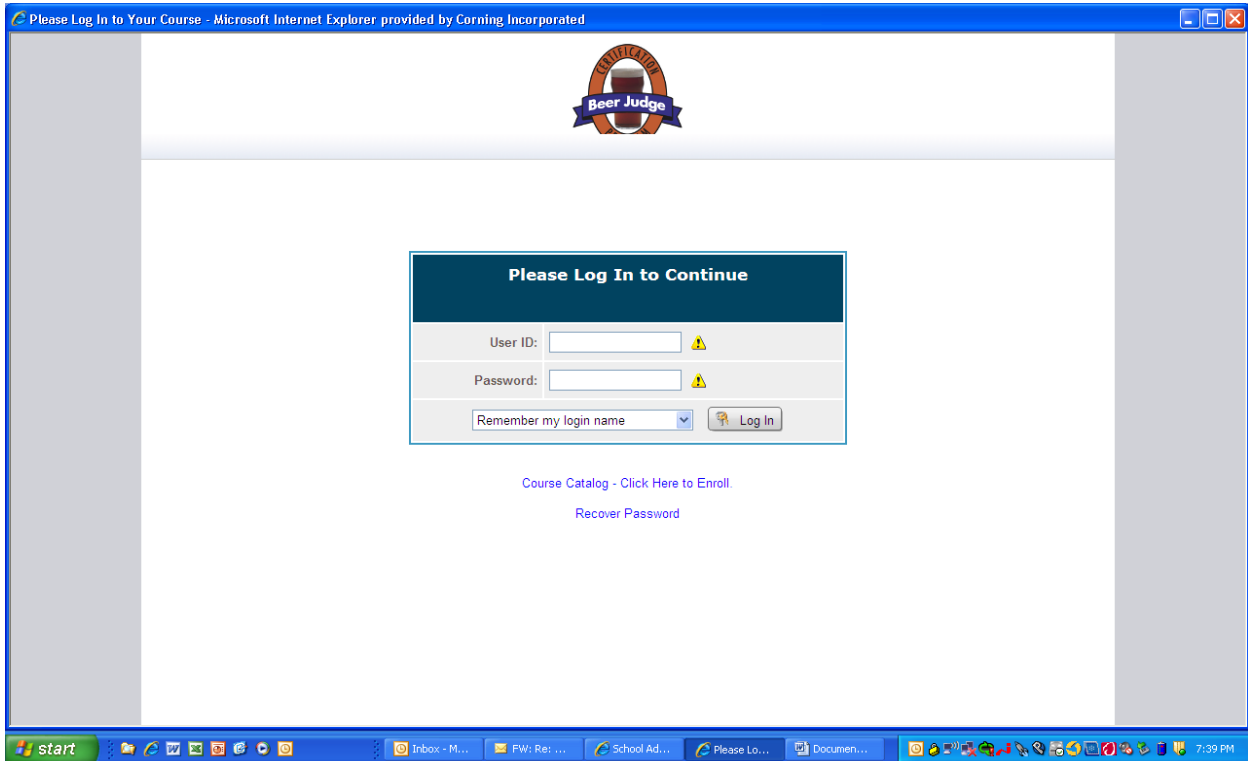 Please Log In to Your Course - Microsoft Internet Explorer provided by Corning Incorporated
CERTIFICATION
Beer Judge
Please Log In to Continue
User ID:
Password:
Remember my login name
Log In
Course Catalog - Click Here to Enroll.
Recover Password
start
Inbox - M...
FW: Re: ...
School Ad...
Please Lo...
Documen...
7:39 PM